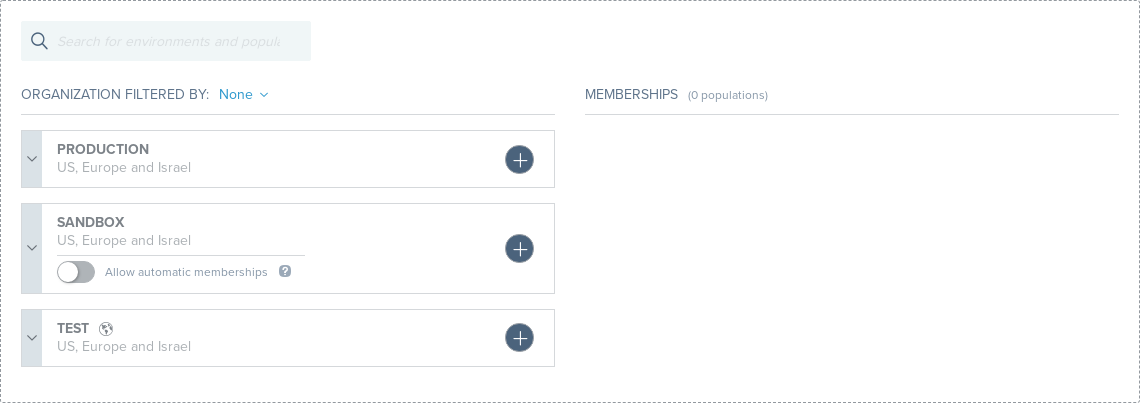 Search for environments and popul
ORGANIZATION FILTERED BY: None
MEMBERSHIPS (0 populations)
PRODUCTION
US, Europe and Israel
SANDBOX
US, Europe and Israel
Allow automatic memberships ?
TEST
US, Europe and Israel